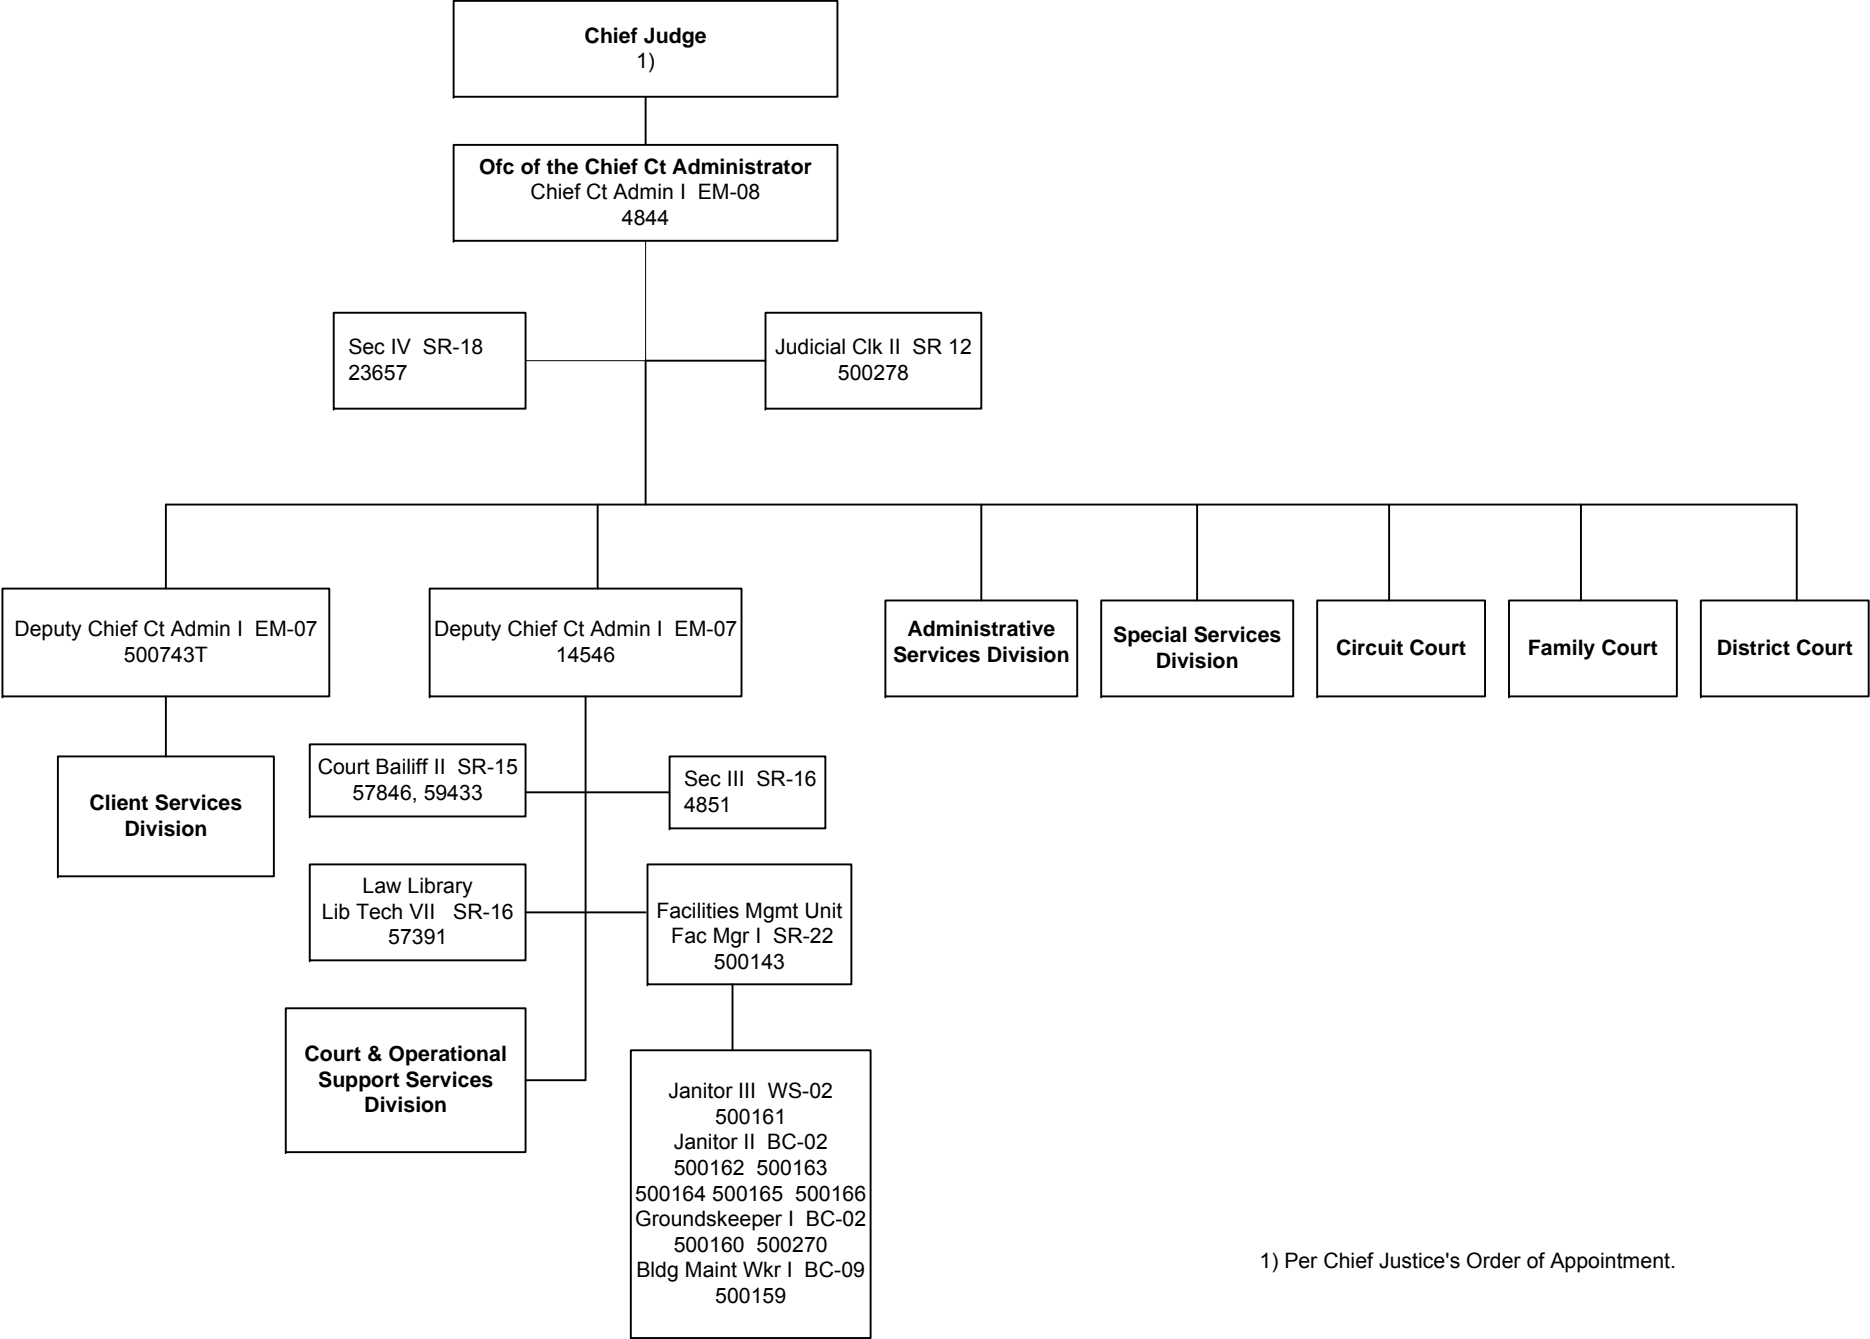 Chief Judge
1)
Ofc of the Chief Ct Administrator
Chief Ct Admin I  EM-08
4844
Sec IV  SR-18
23657
Judicial Clk II  SR 12
500278
Deputy Chief Ct Admin I  EM-07
500743T
Deputy Chief Ct Admin I  EM-07
14546
Administrative
Services Division
Special Services
Division
Circuit Court
Family Court
District Court
Client Services
Division
Court Bailiff II  SR-15
57846, 59433
Sec III  SR-16
4851
Law Library
Lib Tech VII   SR-16
57391
Facilities Mgmt Unit
Fac Mgr I  SR-22
500143
Court & Operational
Support Services
Division
Janitor III  WS-02
500161
Janitor II  BC-02
500162  500163
500164 500165  500166
Groundskeeper I  BC-02
500160  500270
Bldg Maint Wkr I  BC-09
500159
1) Per Chief Justice's Order of Appointment.